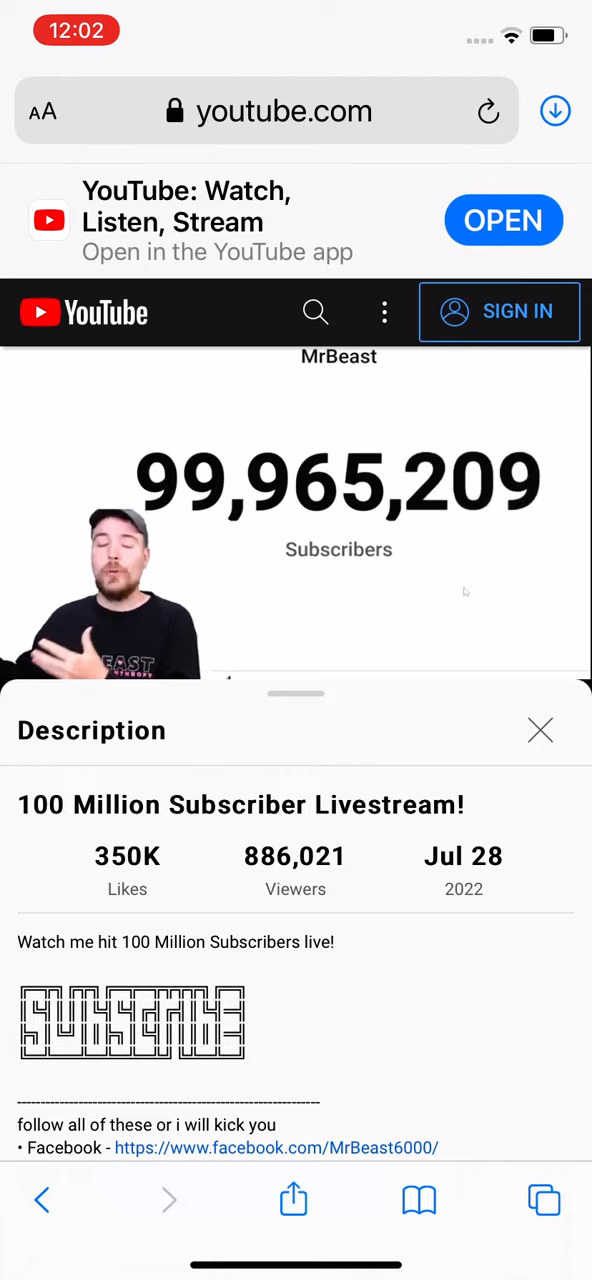 12:02
AA youtube.com
YouTube: Watch,
Listen, Stream
Open in the YouTube app
OPEN
YouTube
SIGN IN
MrBeast
99,965,209
Subscribers
EAST
Description
100 Million Subscriber Livestream!
350K 886,021 Jul 28
Likes Viewers 2022
Watch me hit 100 Million Subscribers live!
╔═╦╗╔╦╗╔═╦═╦╦╦╦╗╔═╗
║╚╣║║║╚╣╚╣╔╣╔╣║╚╣═╣
╠╗║╚╝║║╠╗║╚╣║║║║║═╣
╚═╩══╩═╩═╩═╩╝╚╩═╩═╝
---------------------------------------------------------------
follow all of these or i will kick you
• Facebook - https://www.facebook.com/MrBeast6000/